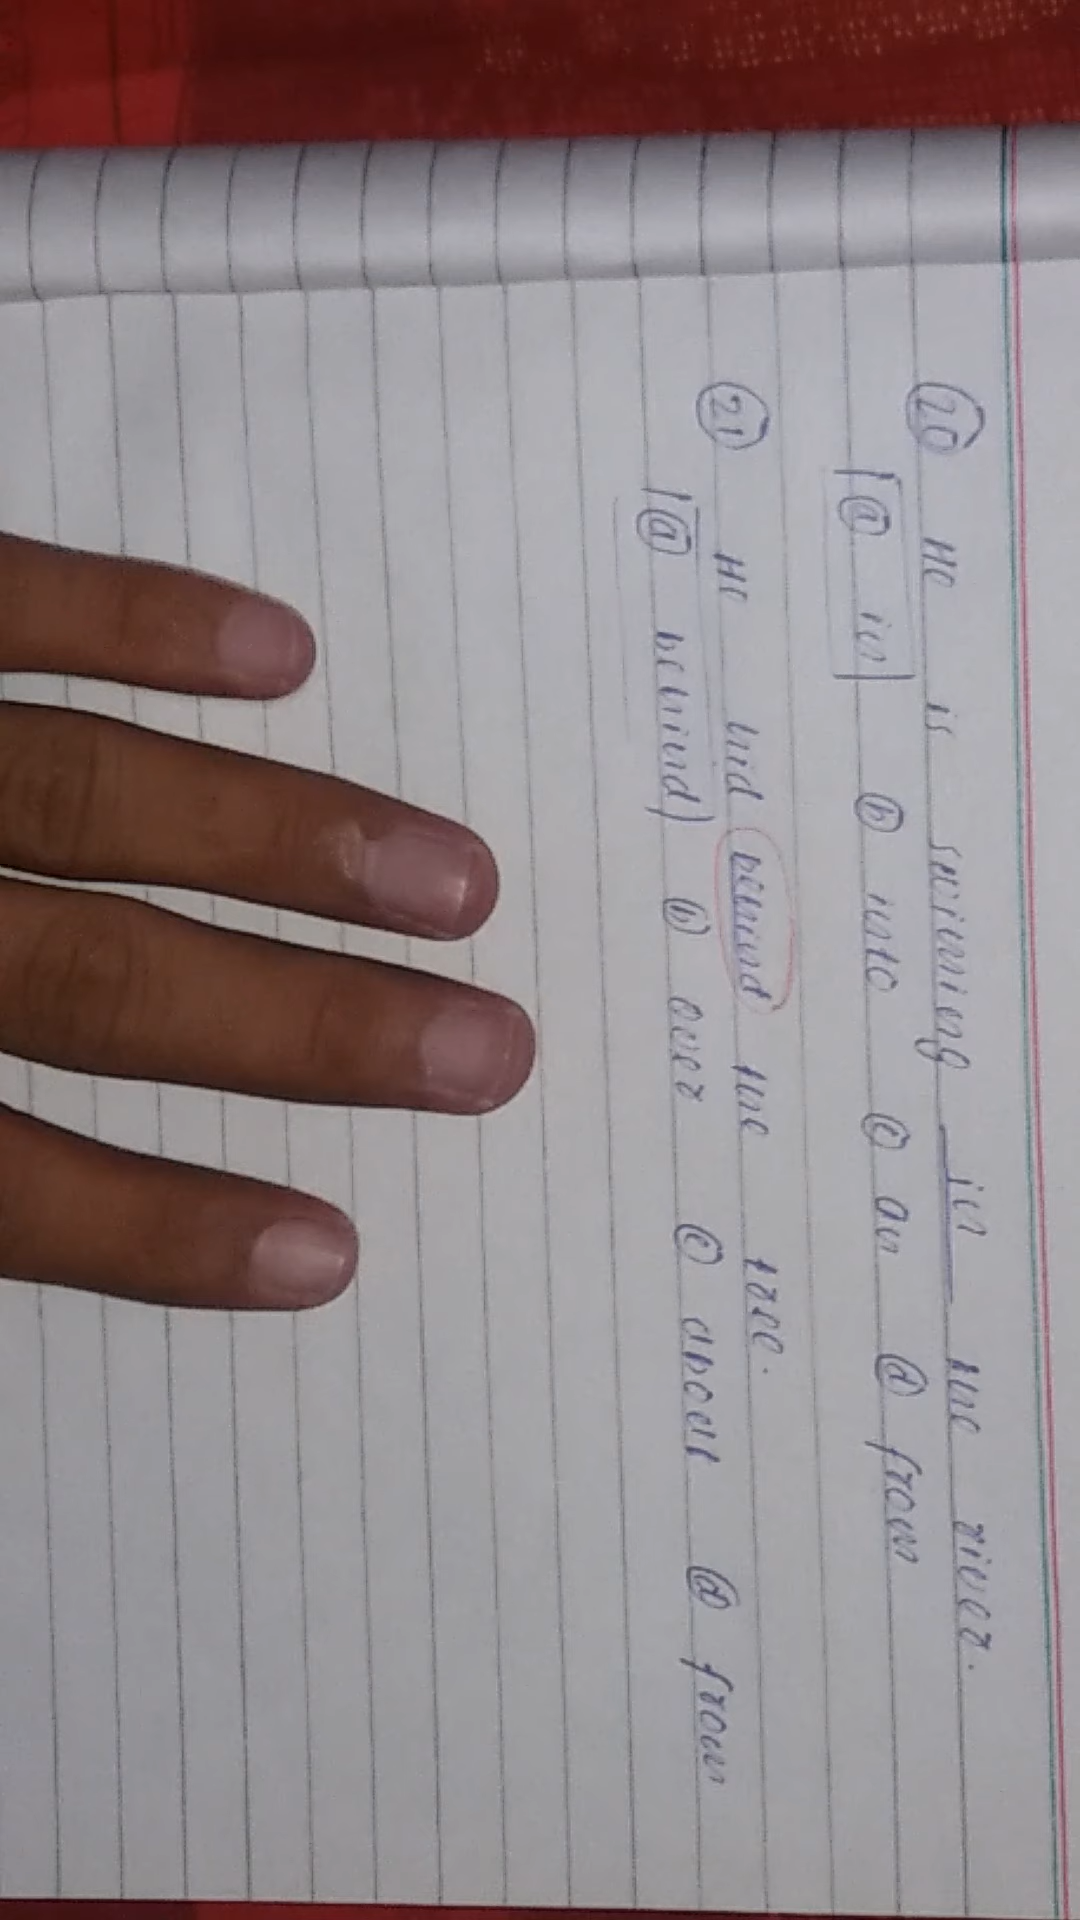 20 He is swiming in the river.
a in b into c on d from
21 He hid behind the tree.
a behind b over c about d from